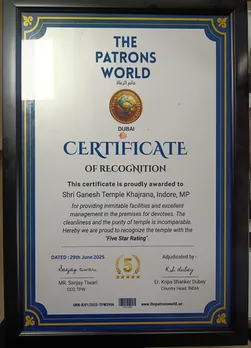 THE
PATRONS
WORLD
DUBAI
CERTIFICATE
OF RECOGNITION
This certificate is proudly awarded to
Shri Ganesh Temple Khajrana, Indore, MP
for providing inimitable facilities and excellent
management in the premises for devotees. The
cleanliness and the purity of temple is incomparable.
Hereby we are proud to recognize the temple with the
"Five Star Rating".
DATED : 29th June 2025
Adjudicated by -
5
MR. Sanjay Tiwari
CEO, TPW
Er. Kripa Shanker Dubey
Country Head, INDIA
www.thepatronsworld.ae